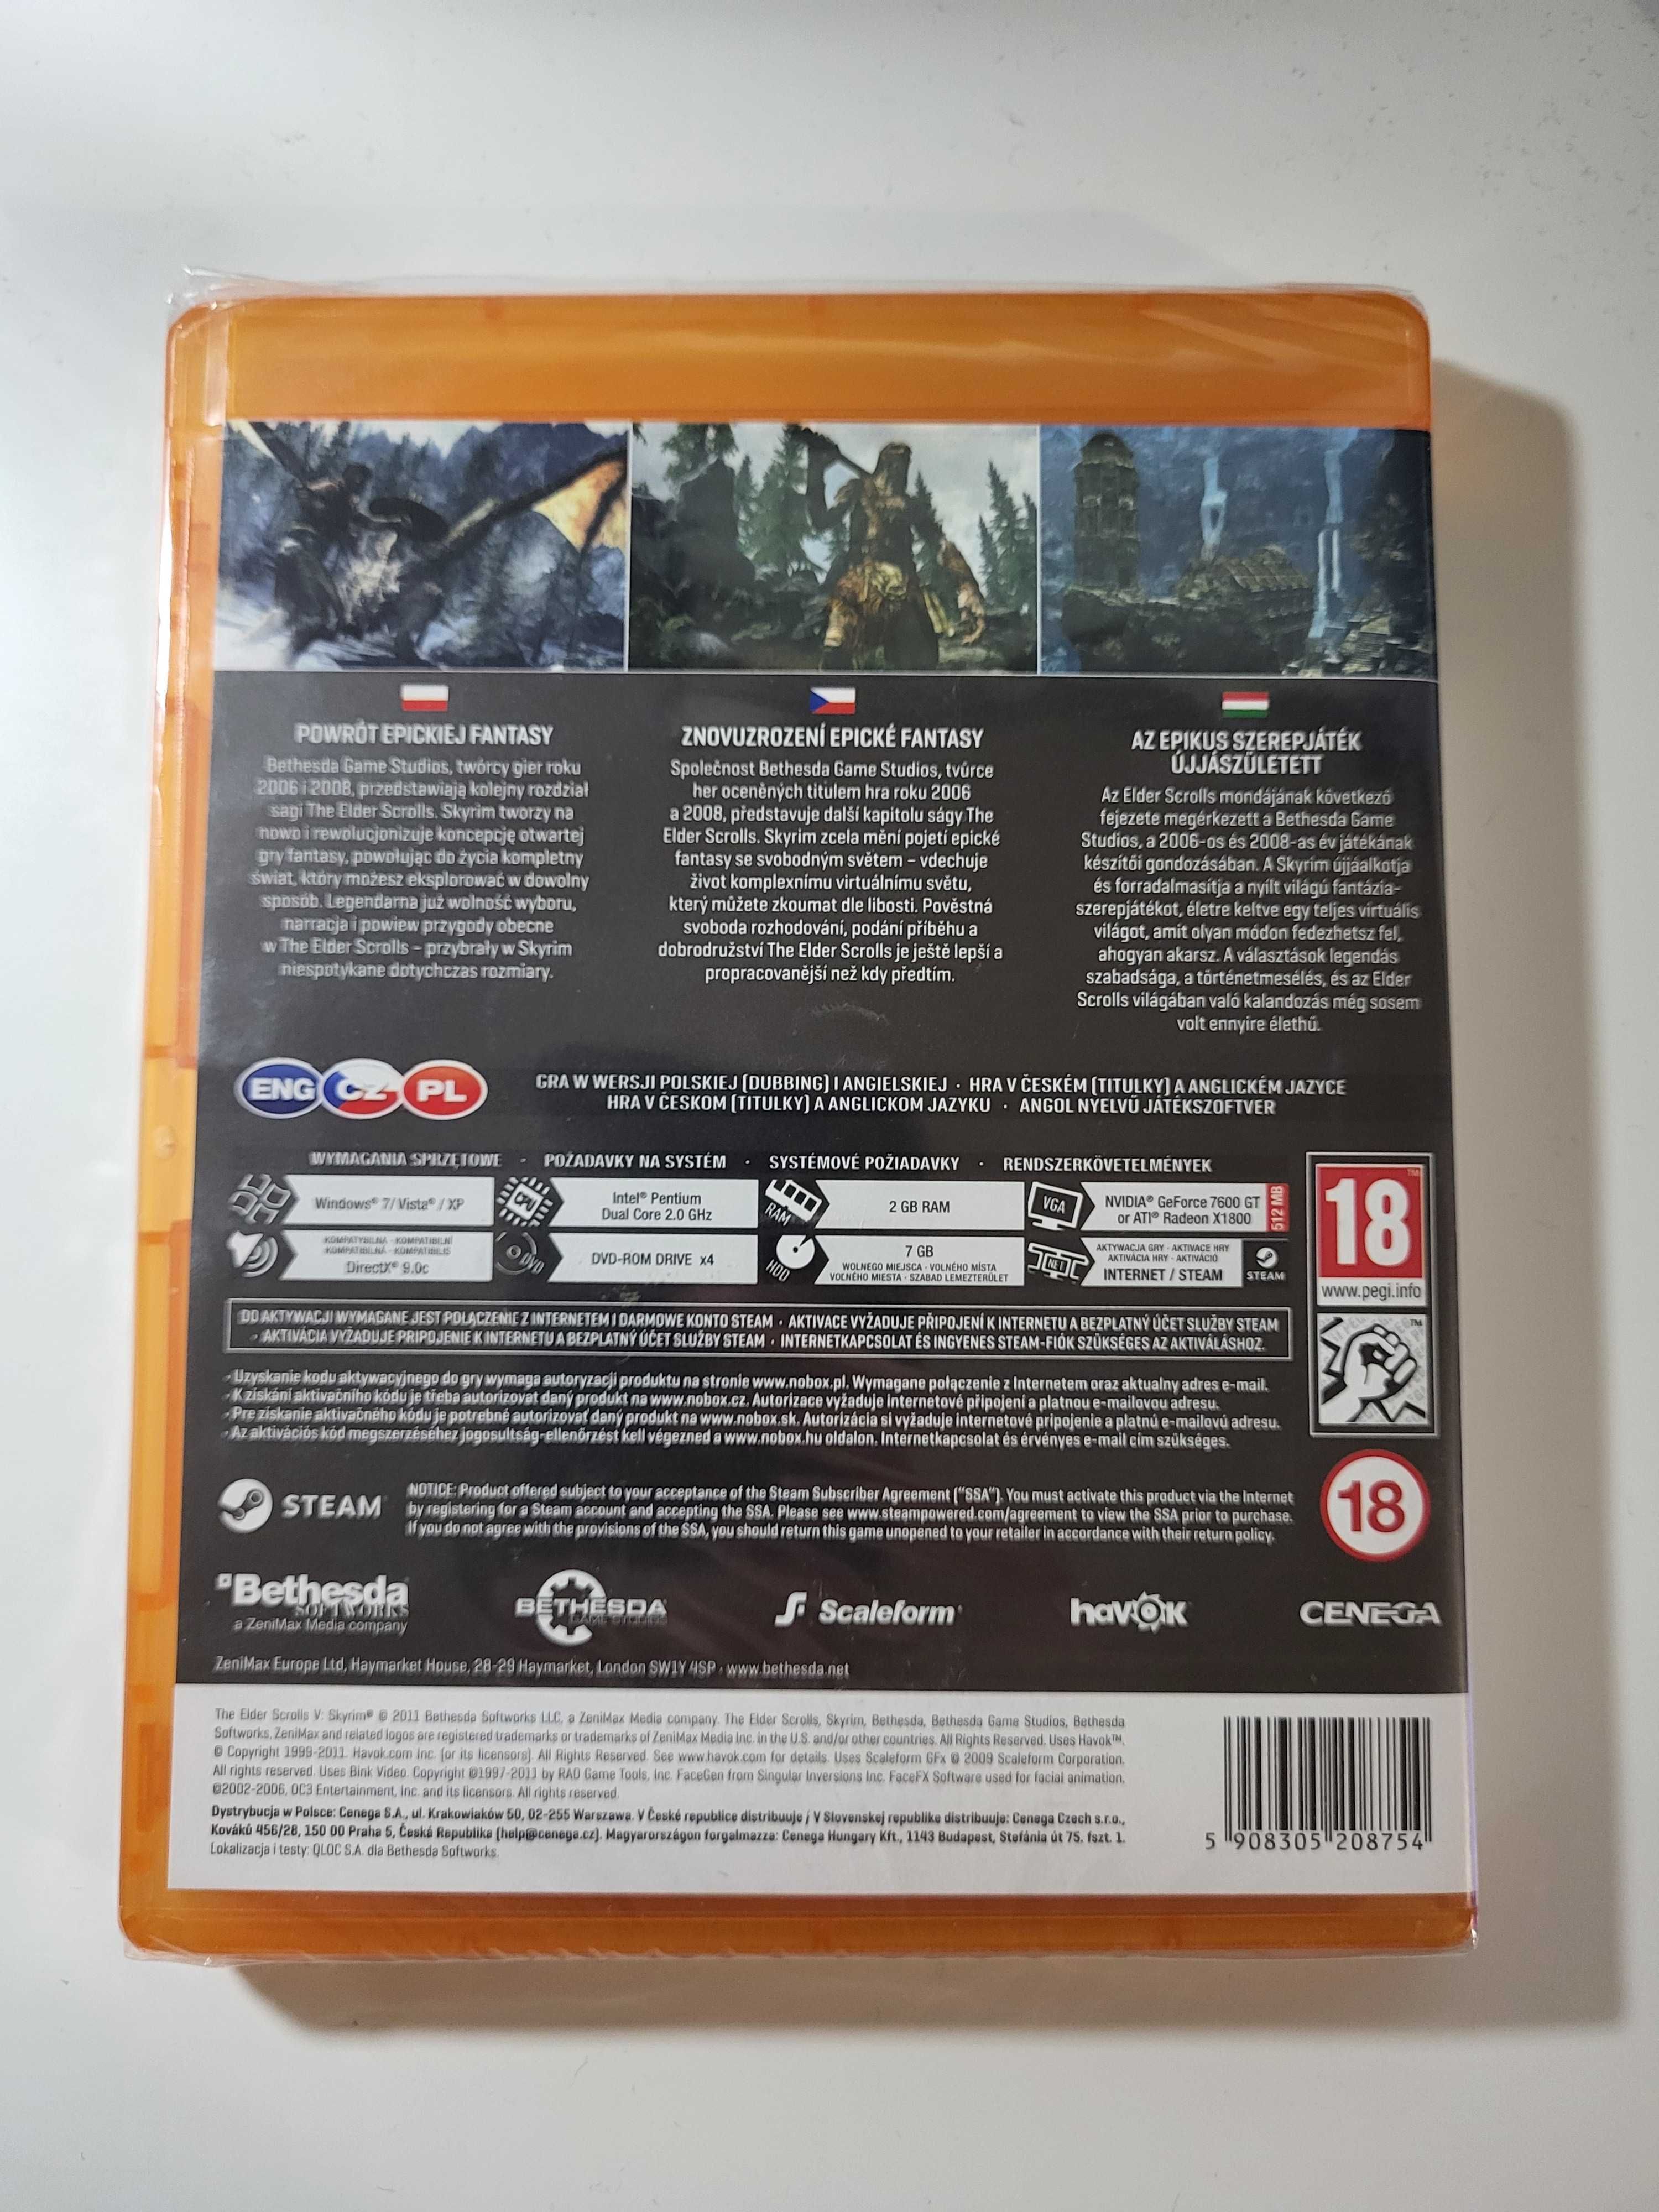 POWRÓT EPICKIEJ FANTASY
Bethesda Game Studios, twórcy gier roku
2006 i 2008, przedstawiają kolejny rozdział
sagi The Elder Scrolls. Skyrim tworzy na
nowo i rewolucjonizuje koncepcję otwartej
gry fantasy, powołując do życia kompletny
świat, który możesz eksplorować w dowolny
sposób. Legendarna już wolność wyboru,
narracja i powiew przygody obecne
w The Elder Scrolls – przybrały w Skyrim
niespotykane dotychczas rozmiary.
ZNOVUZROZENÍ EPICKÉ FANTASY
Společnost Bethesda Game Studios, tvůrce
her oceněných titulem hra roku 2006
a 2008, představuje další kapitolu ságy The
Elder Scrolls. Skyrim zcela mění pojetí epické
fantasy se svobodným světem – vdechuje
život komplexnímu virtuálnímu světu,
který můžete zkoumat dle libosti. Pověstná
svoboda rozhodování, podání příběhu a
dobrodružství The Elder Scrolls je ještě lepší a
propracovanější než kdy předtím.
AZ EPIKUS SZEREPJÁTÉK
ÚJJÁSZÜLETETT
Az Elder Scrolls mondájának következő
fejezete megérkezett a Bethesda Game
Studios, a 2006-os és 2008-as év játékának
készítői gondozásában. A Skyrim újjáalkotja
és forradalmasítja a nyílt világú fantázia-
szerepjátékot, életre keltve egy teljes virtuális
világot, amit olyan módon fedezhetsz fel,
ahogyan akarsz. A választások legendás
szabadsága, a történetmesélés, és az Elder
Scrolls világában való kalandozás még sosem
volt ennyire élethű.
ENG CZ PL
GRA W WERSJI POLSKIEJ (DUBBING) I ANGIELSKIEJ · HRA V ČESKÉM (TITULKY) A ANGLICKÉM JAZYCE
HRA V ČESKOM (TITULKY) A ANGLICKOM JAZYKU · ANGOL NYELVŰ JÁTÉKSZOFTVER
WYMAGANIA SPRZĘTOWE · POŽADAVKY NA SYSTÉM · SYSTÉMOVÉ POŽIADAVKY · RENDSZERKÖVETELMÉNYEK
Windows® 7/ Vista® / XP
CPU
Intel® Pentium
Dual Core 2.0 GHz
RAM
2 GB RAM
VGA
NVIDIA® GeForce 7600 GT
or ATI® Radeon X1800
512 MB
KOMPATYBILNA · KOMPATIBILNÍ
KOMPATIBILNÁ · KOMPATIBILIS
DirectX® 9.0c
DVD
DVD-ROM DRIVE x4
HDD
7 GB
WOLNEGO MIEJSCA · VOLNÉHO MÍSTA
VOĽNÉHO MIESTA · SZABAD LEMEZTERÜLET
NET
AKTYWACJA GRY · AKTIVACE HRY
AKTIVÁCIA HRY · AKTIVÁCIÓ
INTERNET / STEAM
STEAM
DO AKTYWACJI WYMAGANE JEST POŁĄCZENIE Z INTERNETEM I DARMOWE KONTO STEAM · AKTIVACE VYŽADUJE PŘIPOJENÍ K INTERNETU A BEZPLATNÝ ÚČET SLUŽBY STEAM
· AKTIVÁCIA VYŽADUJE PRIPOJENIE K INTERNETU A BEZPLATNÝ ÚČET SLUŽBY STEAM · INTERNETKAPCSOLAT ÉS INGYENES STEAM-FIÓK SZÜKSÉGES AZ AKTIVÁLÁSHOZ.
· Uzyskanie kodu aktywacyjnego do gry wymaga autoryzacji produktu na stronie www.nobox.pl. Wymagane połączenie z Internetem oraz aktualny adres e-mail.
· K získání aktivačního kódu je třeba autorizovat daný produkt na www.nobox.cz. Autorizace vyžaduje internetové připojení a platnou e-mailovou adresu.
· Pre získanie aktivačného kódu je potrebné autorizovať daný produkt na www.nobox.sk. Autorizácia si vyžaduje internetové pripojenie a platnú e-mailovú adresu.
· Az aktivációs kód megszerzéséhez jogosultság-ellenőrzést kell végezned a www.nobox.hu oldalon. Internetkapcsolat és érvényes e-mail cím szükséges.
18
www.pegi.info
18
STEAM
NOTICE: Product offered subject to your acceptance of the Steam Subscriber Agreement ("SSA"). You must activate this product via the Internet
by registering for a Steam account and accepting the SSA. Please see www.steampowered.com/agreement to view the SSA prior to purchase.
If you do not agree with the provisions of the SSA, you should return this game unopened to your retailer in accordance with their return policy.
Bethesda
SOFTWORKS
a ZeniMax Media company
BETHESDA
GAME STUDIOS
Scaleform
havok
CENEGA
ZeniMax Europe Ltd, Haymarket House, 28-29 Haymarket, London SW1Y 4SP · www.bethesda.net
The Elder Scrolls V: Skyrim® © 2011 Bethesda Softworks LLC, a ZeniMax Media company. The Elder Scrolls, Skyrim, Bethesda, Bethesda Game Studios, Bethesda
Softworks, ZeniMax and related logos are registered trademarks or trademarks of ZeniMax Media Inc. in the U.S. and/or other countries. All Rights Reserved. Uses Havok™.
© Copyright 1999-2011. Havok.com Inc. (or its licensors). All Rights Reserved. See www.havok.com for details. Uses Scaleform GFx © 2009 Scaleform Corporation.
All rights reserved. Uses Bink Video. Copyright ©1997-2011 by RAD Game Tools, Inc. FaceGen from Singular Inversions Inc. FaceFX Software used for facial animation.
©2002-2006, OC3 Entertainment, Inc. and its licensors. All rights reserved.
Dystrybucja w Polsce: Cenega S.A., ul. Krakowiaków 50, 02-255 Warszawa. V České republice distribuuje / V Slovenskej republike distribuuje: Cenega Czech s.r.o.,
Kováků 456/28, 150 00 Praha 5, Česká Republika (help@cenega.cz). Magyarországon forgalmazza: Cenega Hungary Kft., 1143 Budapest, Stefánia út 75. fszt. 1.
Lokalizacja i testy: QLOC S.A. dla Bethesda Softworks.
5 908305 208754